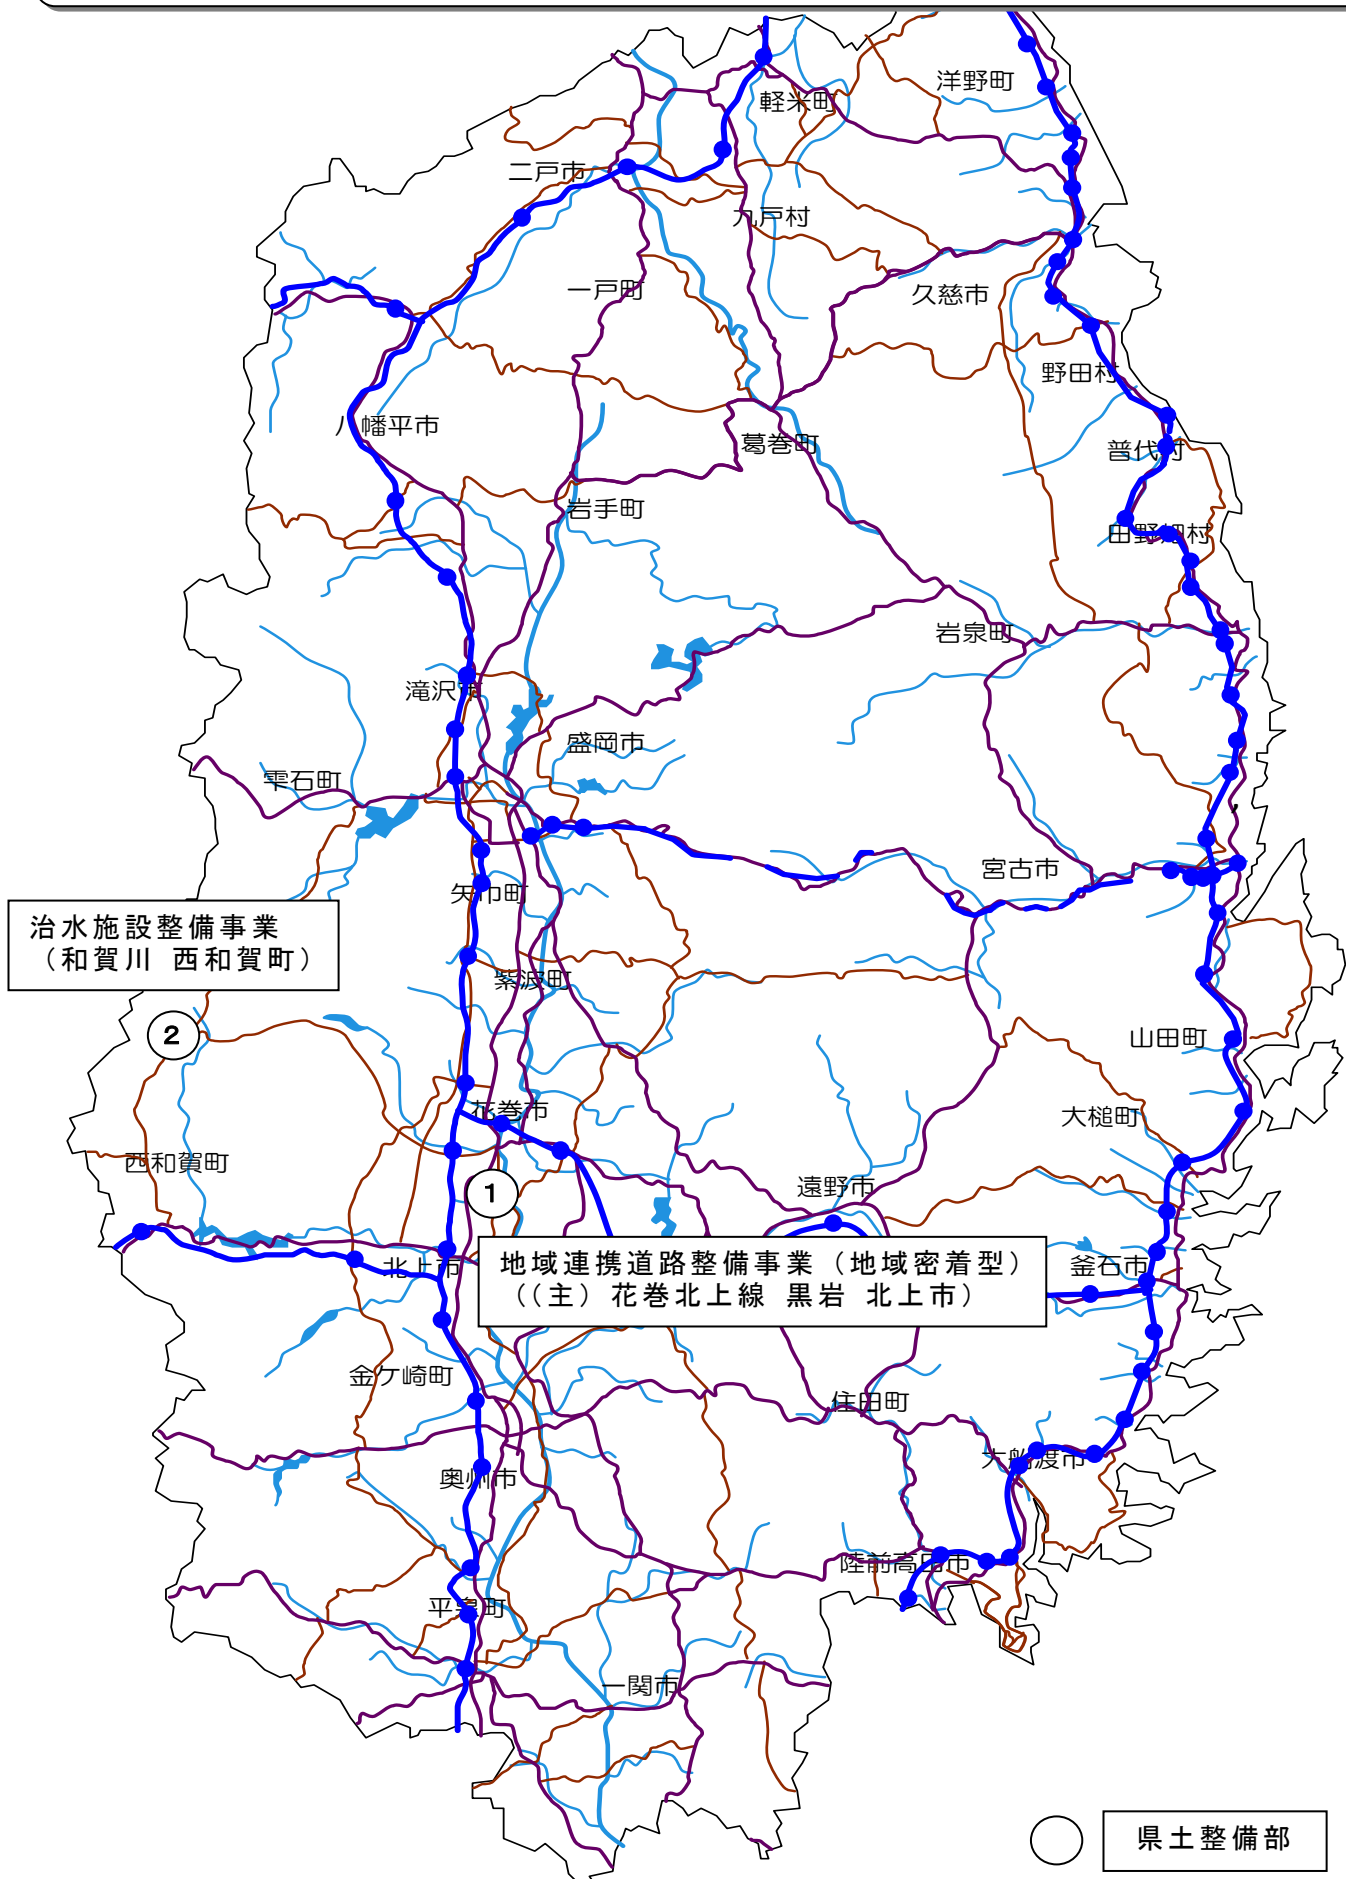 洋野町
軽米町
二戸市
九戸村
一戸町
久慈市
野田村
八幡平市
葛巻町
普代村
岩手町
田野畑村
岩泉町
滝沢市
盛岡市
雫石町
宮古市
矢巾町
治水施設整備事業
（和賀川 西和賀町）
紫波町
2
山田町
花巻市
大槌町
西和賀町
1
遠野市
地域連携道路整備事業（地域密着型）
（（主）花巻北上線 黒岩 北上市）
北上市
釜石市
金ケ崎町
住田町
大船渡市
奥州市
陸前高田市
平泉町
一関市
県土整備部